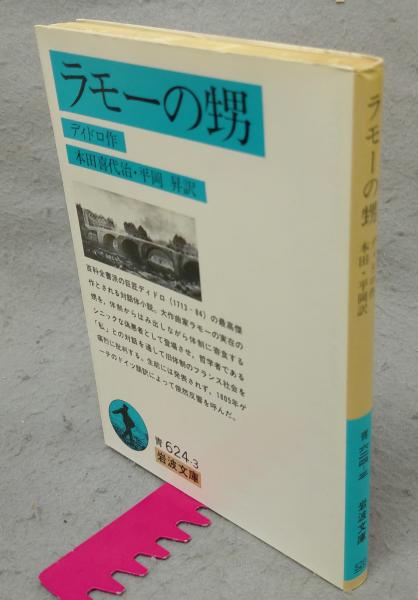 ラモーの甥
ディドロ作
本田喜代治・平岡 昇訳
百科全書派の巨匠ディドロ（1713‐84）の最高傑
作とされる対話体小説．大作曲家ラモーの実在の
甥を，体制からはみ出しながら体制に寄食する
シニックな偽悪者として登場させ，哲学者である
「私」との対話を通して旧体制のフランス社会を
痛烈に批判する．生前には発表されず，1805年ゲ
ーテのドイツ語訳によって俄然反響を呼んだ．
青 624-3
岩波文庫
ラモーの甥
本田・平岡訳
岩波文庫